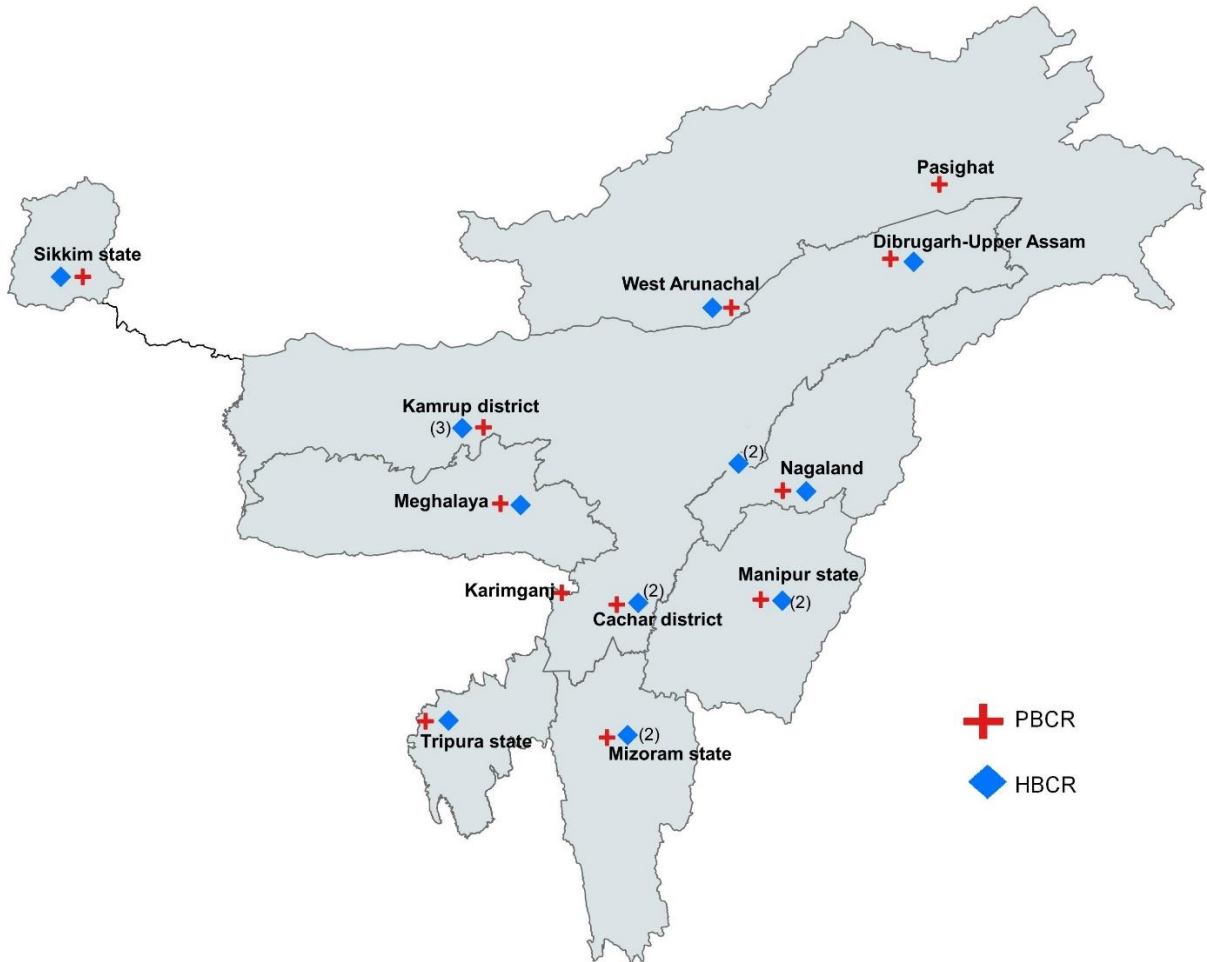 Pasighat
Dibrugarh-Upper Assam
Sikkim state
West Arunachal
Kamrup district
(3)
(2)
Nagaland
Meghalaya
Manipur state
(2)
Karimganj
(2)
Cachar district
PBCR
Tripura state
(2)
Mizoram state
HBCR